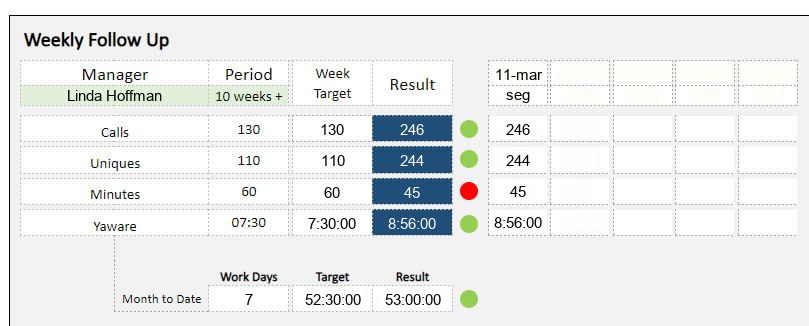 Weekly Follow Up
Manager Period Week Target Result 11-mar
Linda Hoffman 10 weeks + seg
Calls 130 130 246 246
Uniques 110 110 244 244
Minutes 60 60 45 45
Yaware 07:30 7:30:00 8:56:00 8:56:00
Work Days Target Result
Month to Date 7 52:30:00 53:00:00